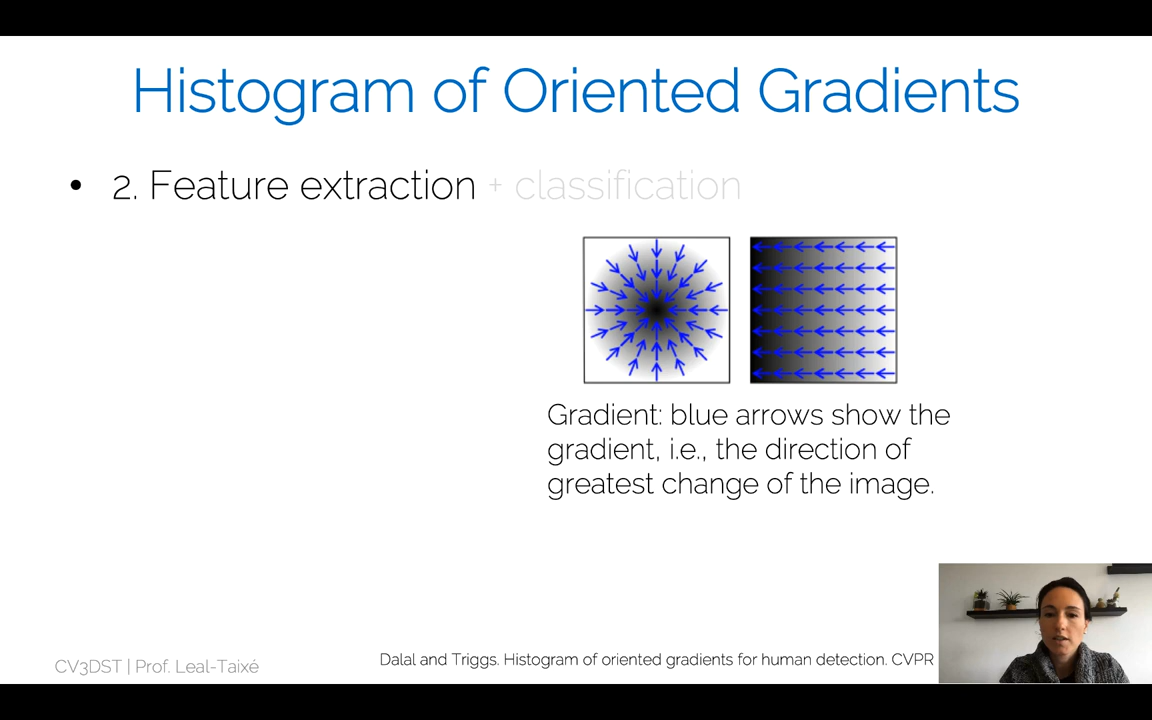 Histogram of Oriented Gradients
• 2. Feature extraction + classification
Gradient: blue arrows show the
gradient, i.e., the direction of
greatest change of the image.
CV3DST | Prof. Leal-Taixé
Dalal and Triggs. Histogram of oriented gradients for human detection. CVPR